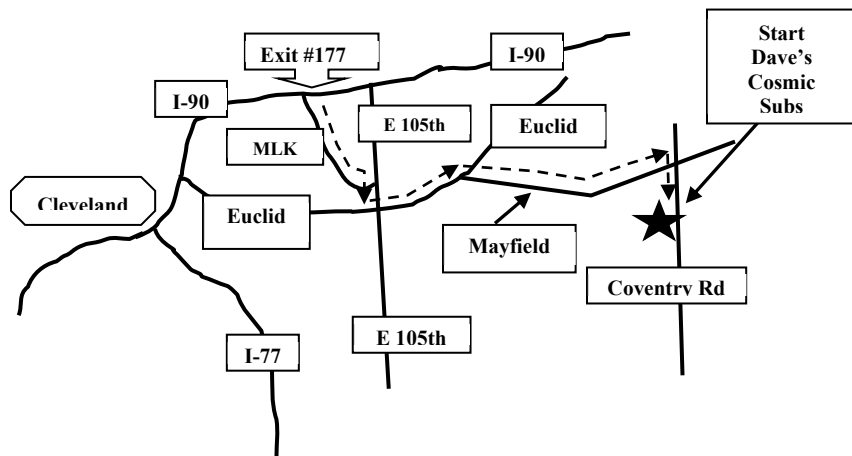 Start
Dave's
Cosmic
Subs
Exit #177
I-90
I-90
E 105th
Euclid
MLK
Cleveland
Euclid
Mayfield
Coventry Rd
E 105th
I-77